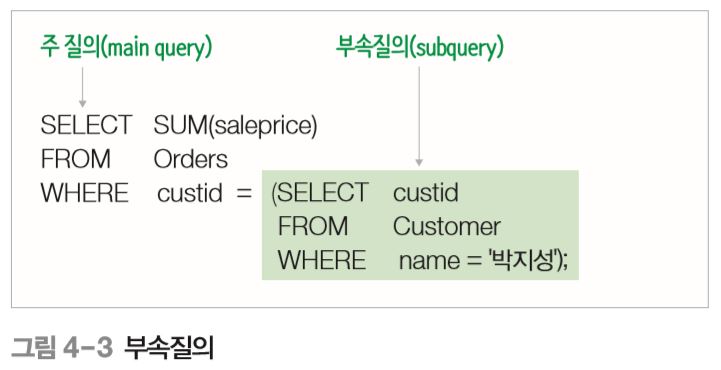 주 질의(main query)
부속질의(subquery)
SELECT SUM(saleprice)
FROM Orders
WHERE custid = (SELECT custid
FROM Customer
WHERE name = '박지성');
그림 4-3 부속질의